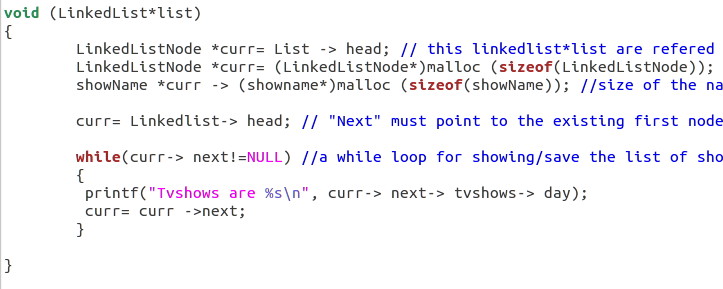 void (LinkedList*list)
{
LinkedListNode *curr= List -> head; // this linkedlist*list are refered
LinkedListNode *curr= (LinkedListNode*)malloc (sizeof(LinkedListNode));
showName *curr -> (showname*)malloc (sizeof(showName)); //size of the na
curr= Linkedlist-> head; // "Next" must point to the existing first node
while(curr-> next!=NULL) //a while loop for showing/save the list of sho
{
printf("Tvshows are %s\n", curr-> next-> tvshows-> day);
curr= curr ->next;
}
}